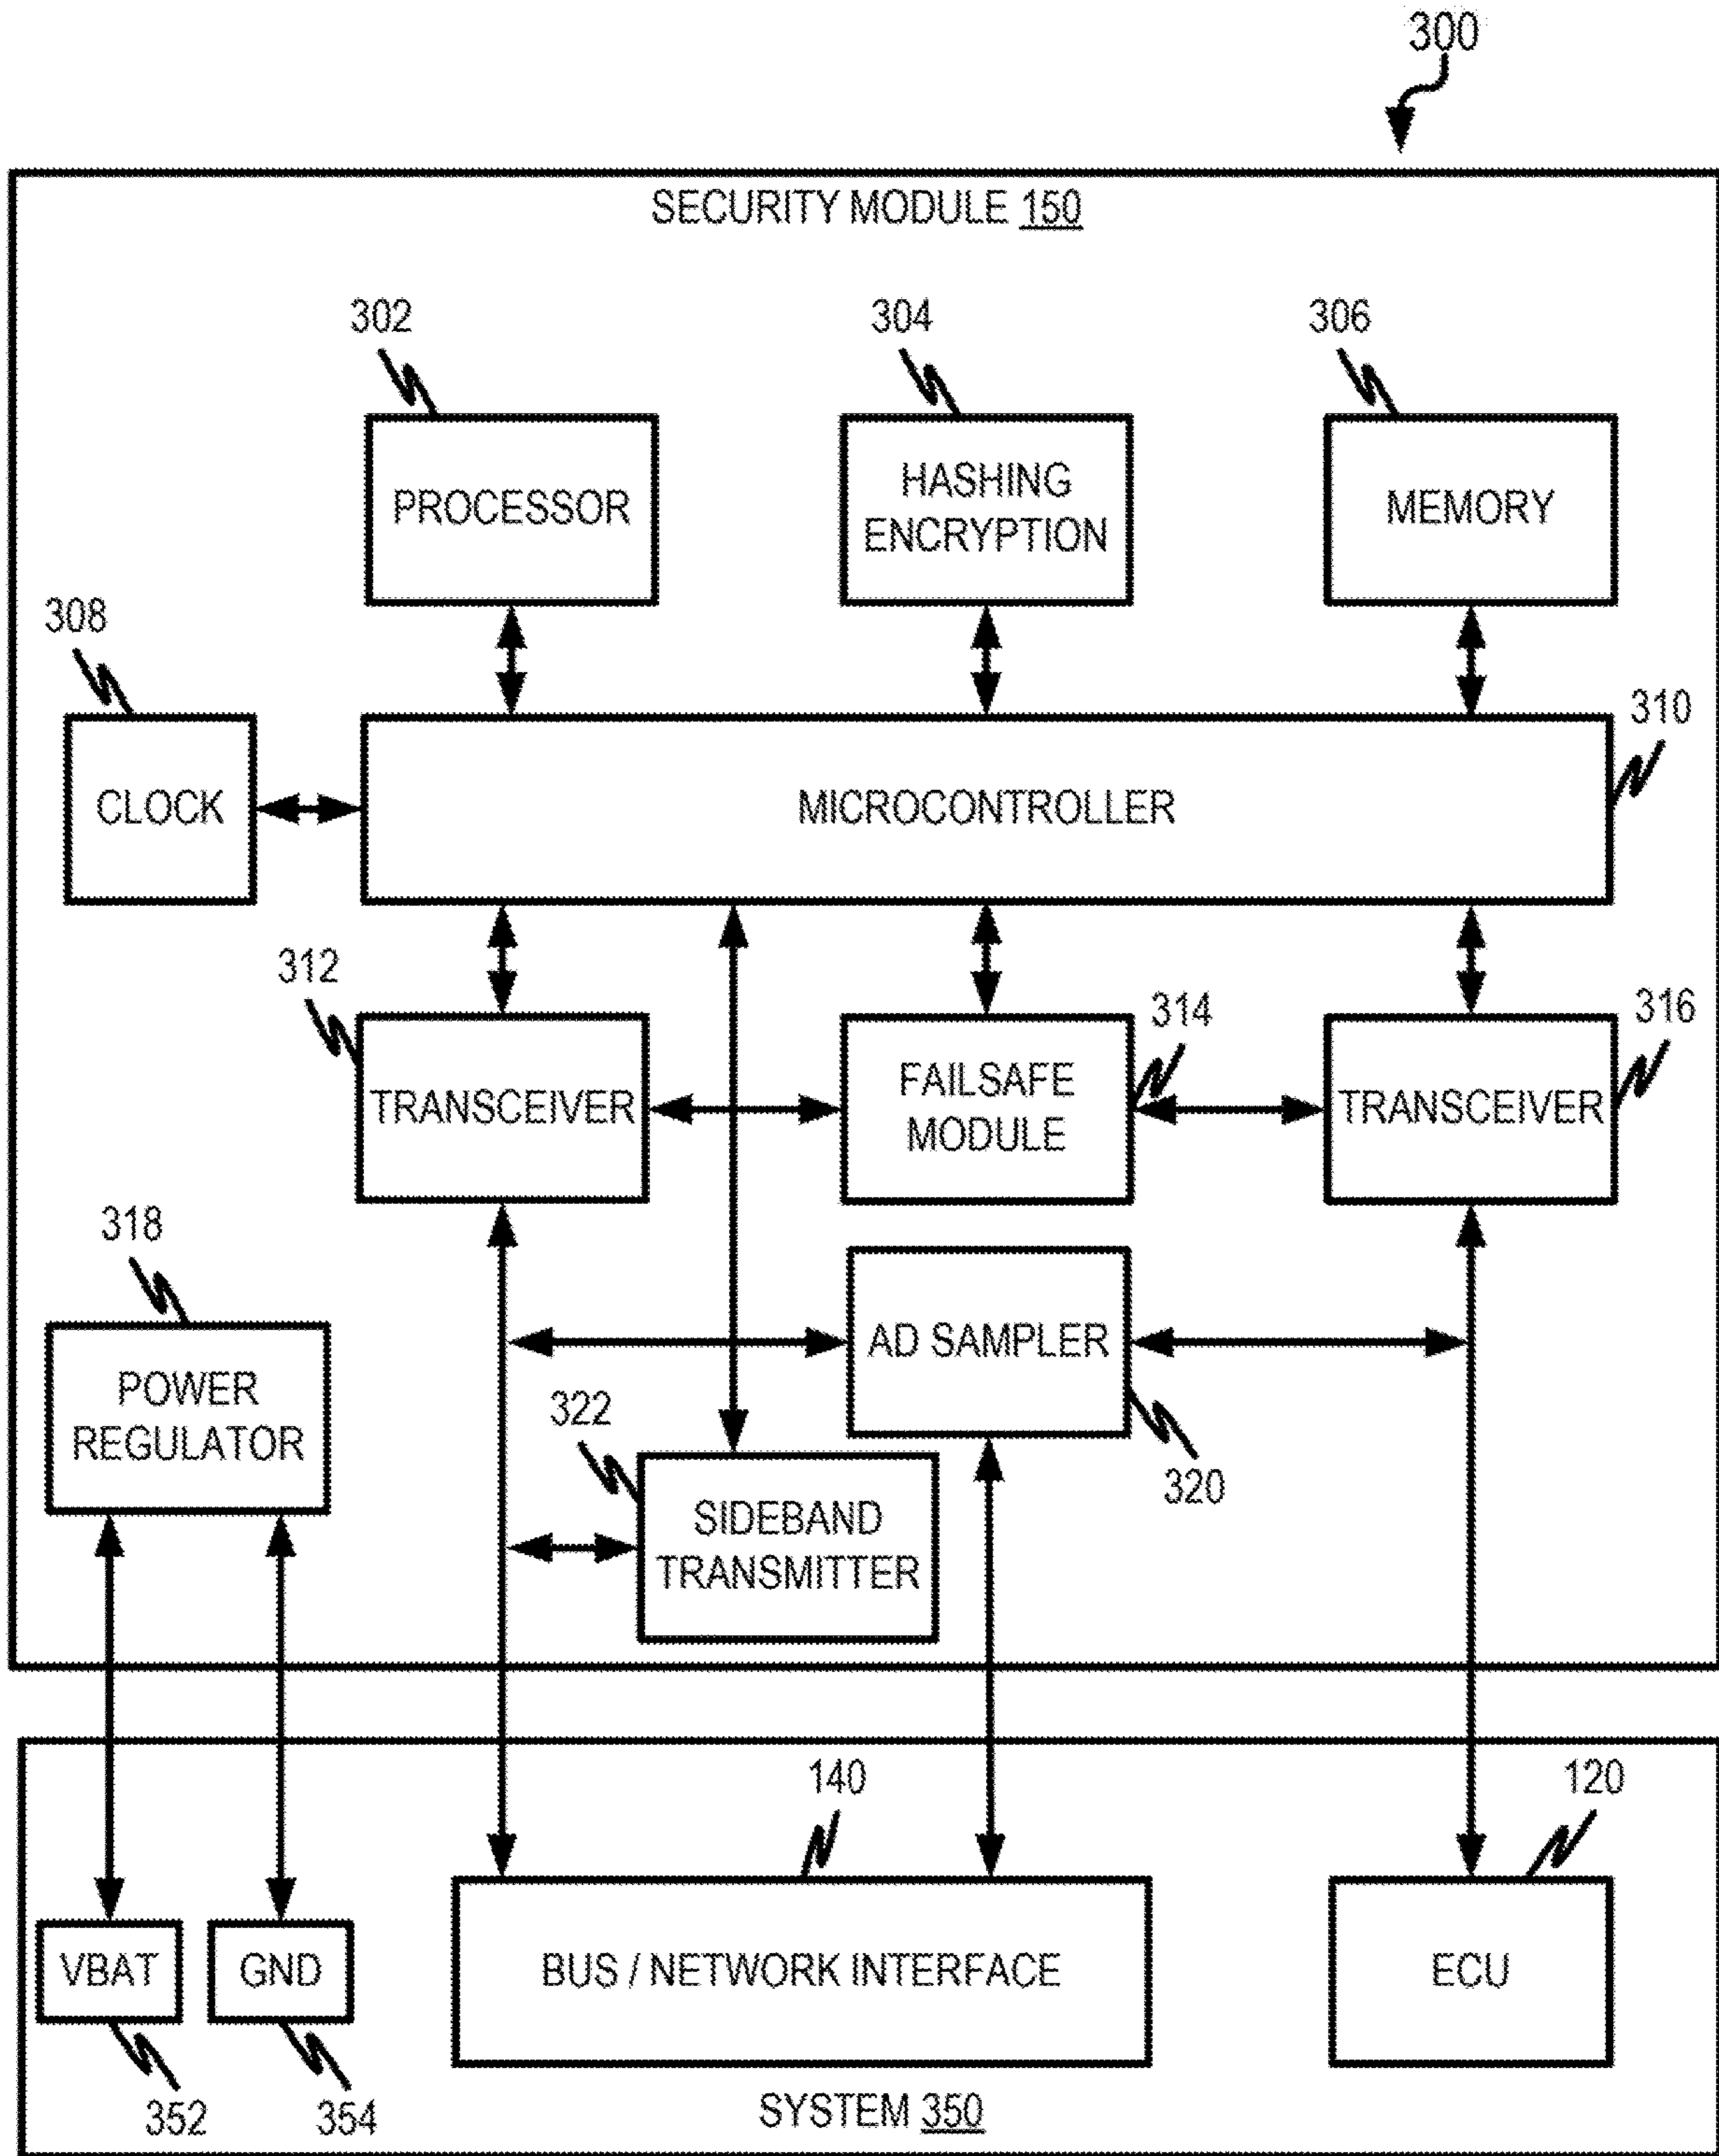 300
SECURITY MODULE 150
302
304
306
PROCESSOR
HASHING
ENCRYPTION
MEMORY
308
310
CLOCK
MICROCONTROLLER
312
314
316
TRANSCEIVER
FAILSAFE
MODULE
TRANSCEIVER
318
AD SAMPLER
POWER
REGULATOR
322
320
SIDEBAND
TRANSMITTER
140
120
VBAT
GND
BUS / NETWORK INTERFACE
ECU
352
354
SYSTEM 350